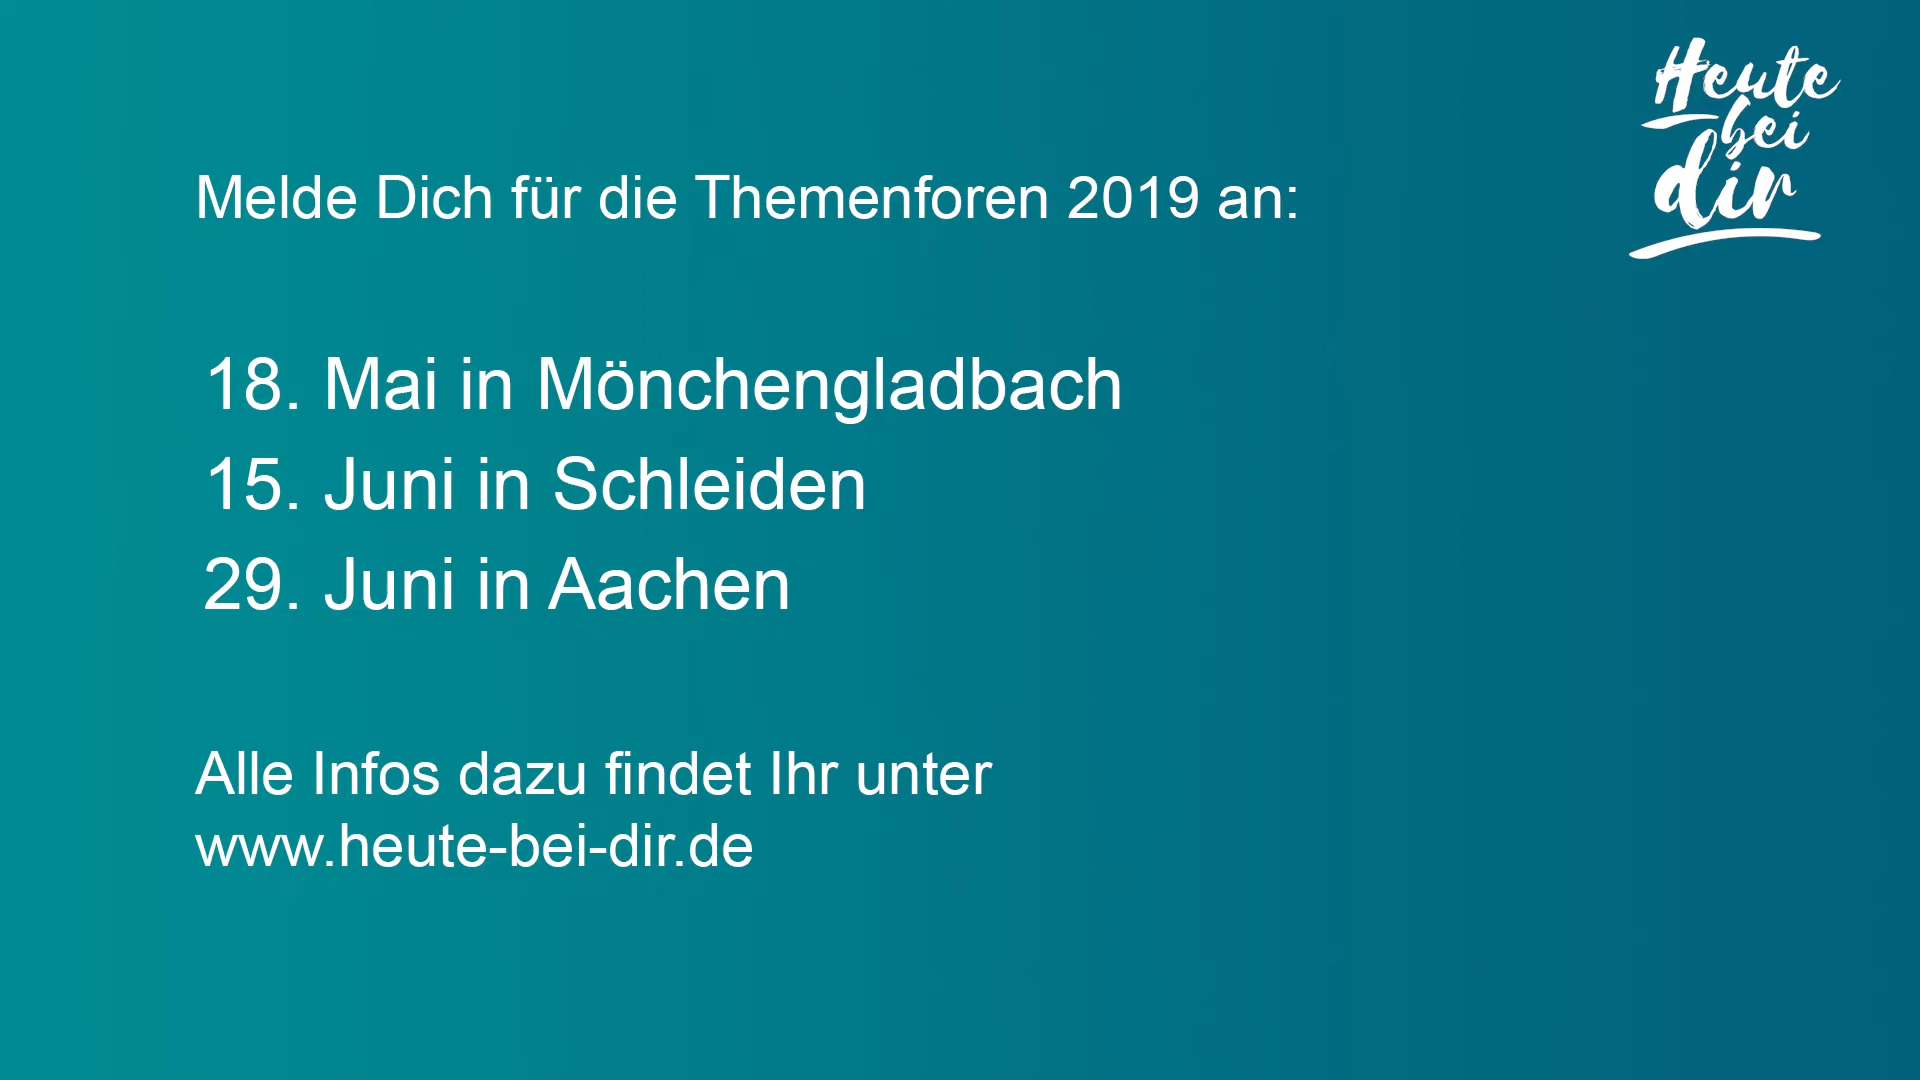 Heute
bei
dir
Melde Dich für die Themenforen 2019 an:
18. Mai in Mönchengladbach
15. Juni in Schleiden
29. Juni in Aachen
Alle Infos dazu findet Ihr unter
www.heute-bei-dir.de